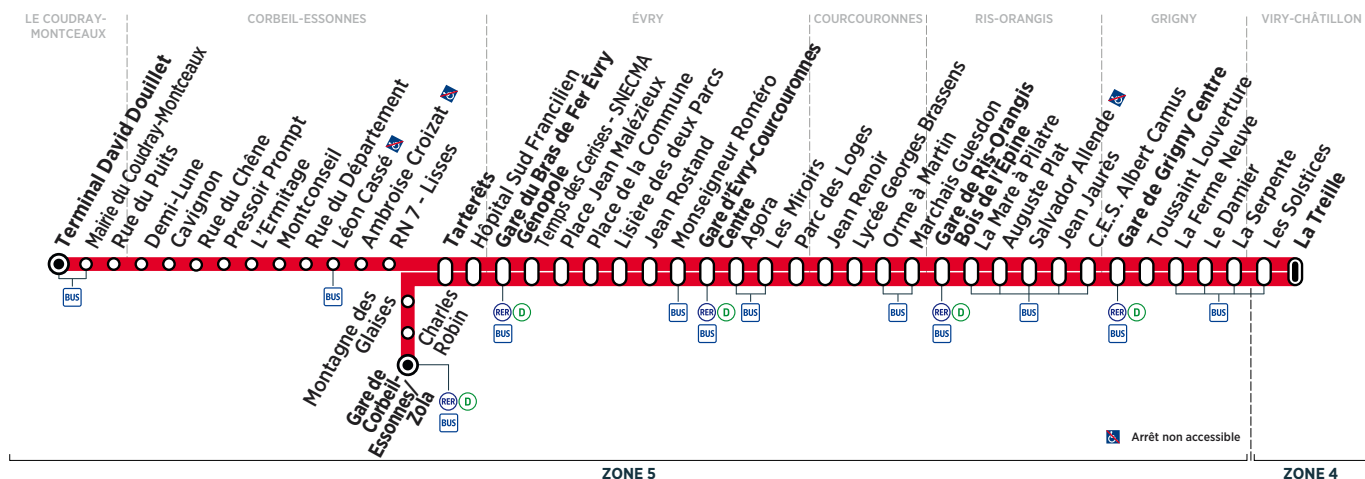 LE COUDRAY-
MONTCEAUX
CORBEIL-ESSONNES
ÉVRY
COURCOURONNES
RIS-ORANGIS
GRIGNY
VIRY-CHÂTILLON
Terminal David Douillet
Mairie du Coudray-Montceaux
Rue du Puits
Demi-Lune
Cavignon
Rue du Chêne
Pressoir Prompt
L'Ermitage
Montconseil
Rue du Département
Léon Cassé
Ambroise Croizat
RN 7 - Lisses
Tarterêts
Hôpital Sud Francilien
Gare du Bras de Fer Évry
Génopole
Temps des Cerises - SNECMA
Place Jean Malézieux
Place de la Commune
Lisière des deux Parcs
Jean Rostand
Monseigneur Roméro
Gare d'Évry-Courcouronnes
Centre
Agora
Les Miroirs
Parc des Loges
Jean Renoir
Lycée Georges Brassens
Orme à Martin
Marchais Guesdon
Gare de Ris-Orangis
Bois de l'Épine
La Mare à Pilatre
Auguste Plat
Salvador Allende
Jean Jaures
C.E.S. Albert Camus
Gare de Grigny Centre
Toussaint Louverture
La Ferme Neuve
Le Damier
La Serpente
Les Solstices
La Treille
BUS
BUS
RER D
BUS
BUS
RER D
BUS
BUS
BUS
RER D
BUS
BUS
RER D
BUS
BUS
Montagne des
Glaises
Charles
Robin
Gare de
Corbeil-
Essonnes/
Zola
RER D
BUS
Arrêt non accessible
ZONE 5
ZONE 4